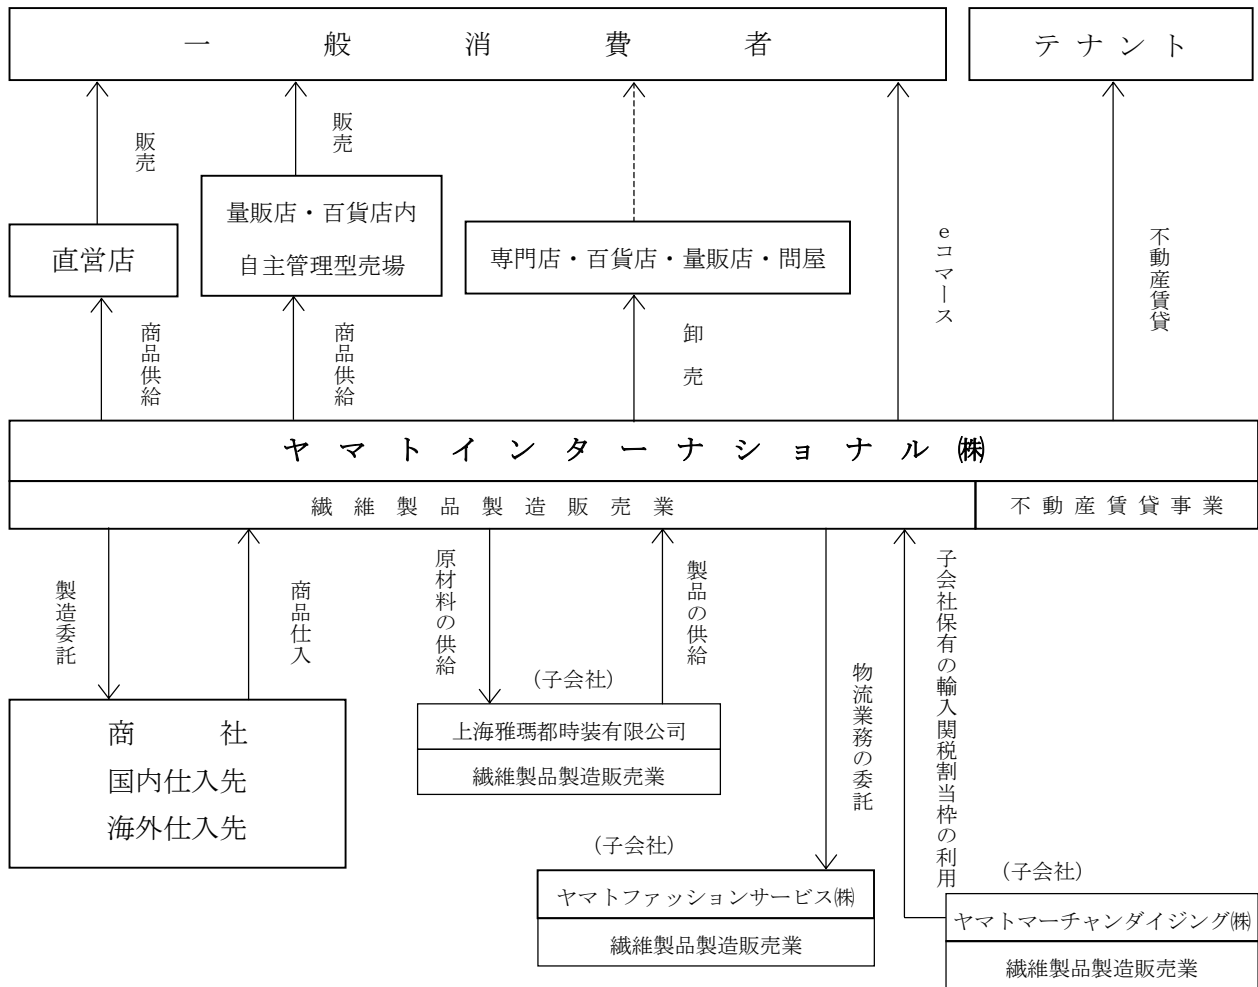 一般消費者
テナント
販売
販売
直営店
量販店・百貨店内
自主管理型売場
専門店・百貨店・量販店・問屋
eコマース
不動産賃貸
商品供給
商品供給
卸売
ヤマトインターナショナル㈱
繊維製品製造販売業
不動産賃貸事業
製造委託
商品仕入
原材料の供給
製品の供給
物流業務の委託
子会社保有の輸入関税割当枠の利用
商社
国内仕入先
海外仕入先
(子会社)
上海雅瑪都時装有限公司
繊維製品製造販売業
(子会社)
ヤマトファッションサービス㈱
繊維製品製造販売業
(子会社)
ヤマトマーチャンダイジング㈱
繊維製品製造販売業